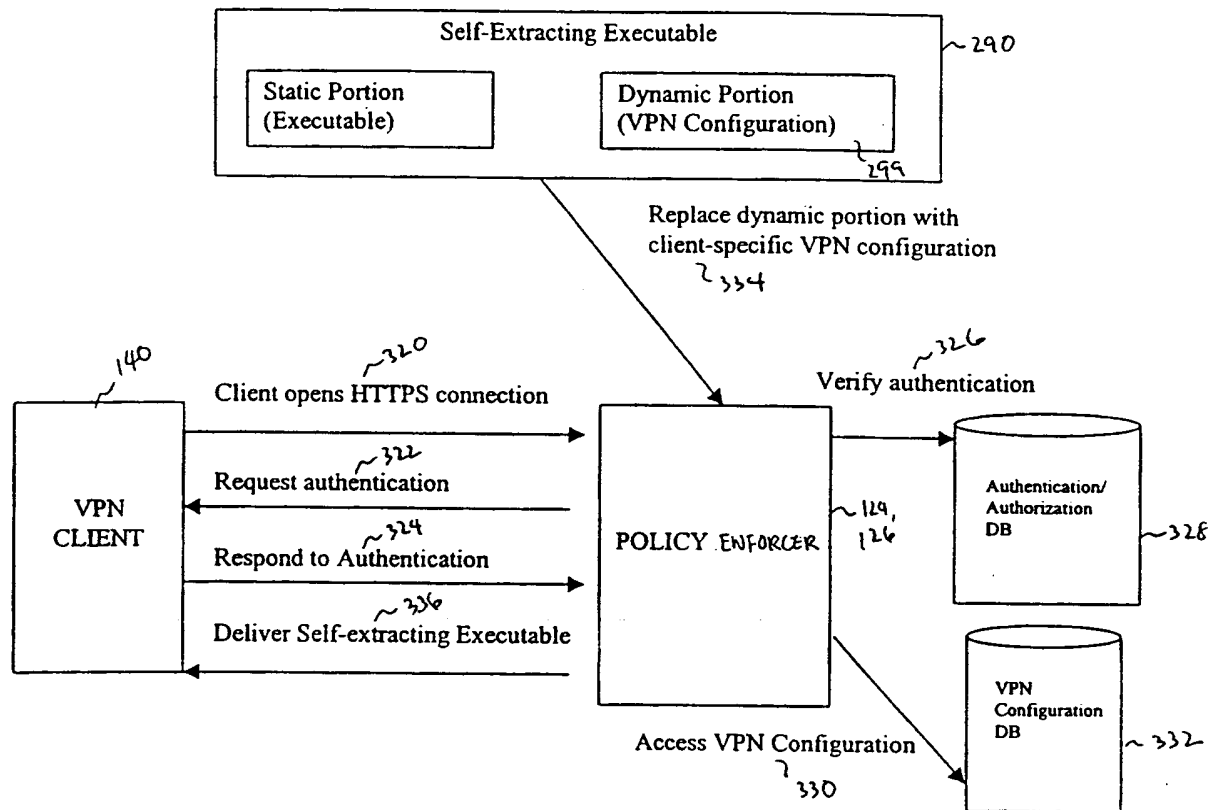 Self-Extracting Executable
290
Static Portion
(Executable)
Dynamic Portion
(VPN Configuration)
299
Replace dynamic portion with
client-specific VPN configuration
334
140
320
Client opens HTTPS connection
326
Verify authentication
322
Request authentication
VPN
CLIENT
324
Respond to Authentication
336
Deliver Self-extracting Executable
POLICY ENFORCER
124,
126
Authentication/
Authorization
DB
328
Access VPN Configuration
330
VPN
Configuration
DB
332